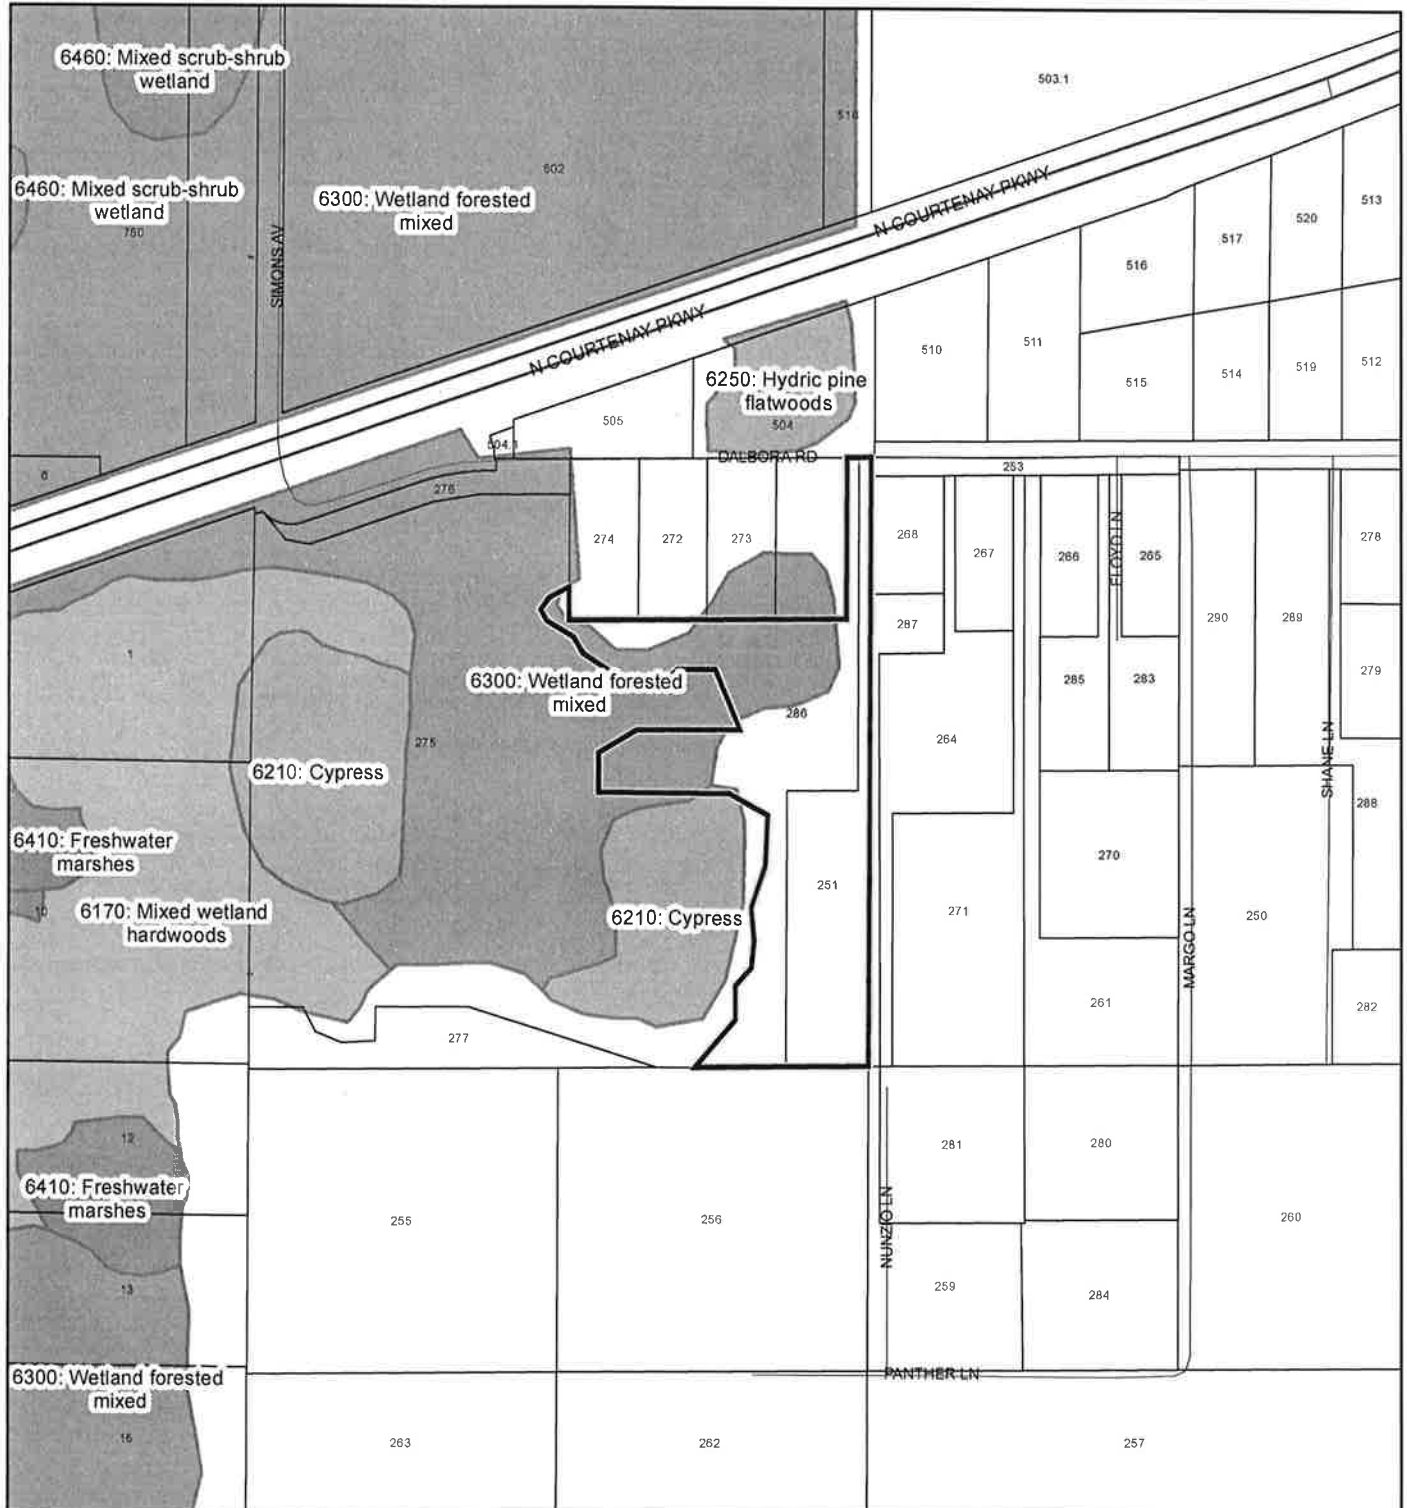 6460: Mixed scrub-shrub
wetland
503.1
518
602
6460: Mixed scrub-shrub
wetland
760
6300: Wetland forested
mixed
SIMONS AV
N COURTENAY PKWY
513
520
517
516
N COURTENAY PKWY
510
511
515
514
519
512
6250: Hydric pine
flatwoods
504
505
504.1
DALBORA RD
253
6
276
274
272
273
268
267
266
FLOYD LN
265
278
287
290
289
1
279
6300: Wetland forested
mixed
285
283
286
264
275
6210: Cypress
SHANE LN
288
6410: Freshwater
marshes
270
251
10
6170: Mixed wetland
hardwoods
6210: Cypress
271
250
MARGO LN
261
282
277
12
281
280
6410: Freshwater
marshes
255
256
NUNZIO LN
260
13
259
284
6300: Wetland forested
mixed
PANTHER LN
16
263
262
257